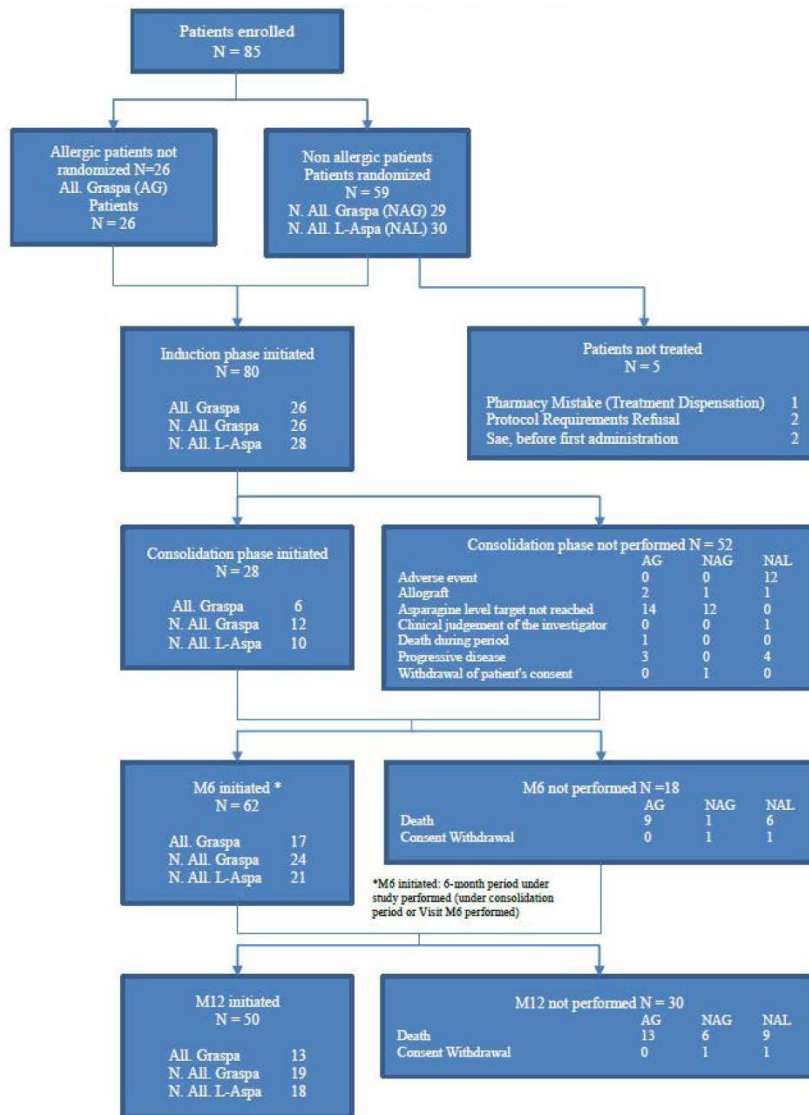 Patients enrolled
N = 85
Allergic patients not
randomized N=26
All. Graspa (AG)
Patients
N = 26
Non allergic patients
Patients randomized
N = 59
N. All. Graspa (NAG) 29
N. All. L-Aspa (NAL) 30
Induction phase initiated
N = 80
All. Graspa 26
N. All. Graspa 26
N. All. L-Aspa 28
Patients not treated
N = 5
Pharmacy Mistake (Treatment Dispensation) 1
Protocol Requirements Refusal 2
Sae, before first administration 2
Consolidation phase initiated
N = 28
All. Graspa 6
N. All. Graspa 12
N. All. L-Aspa 10
Consolidation phase not performed N = 52
AG NAG NAL
Adverse event 0 0 12
Allograft 2 1 1
Asparagine level target not reached 14 12 0
Clinical judgement of the investigator 0 0 1
Death during period 1 0 0
Progressive disease 3 0 4
Withdrawal of patient's consent 0 1 0
M6 initiated *
N = 62
All. Graspa 17
N. All. Graspa 24
N. All. L-Aspa 21
M6 not performed N =18
AG NAG NAL
Death 9 1 6
Consent Withdrawal 0 1 1
*M6 initiated: 6-month period under
study performed (under consolidation
period or Visit M6 performed)
M12 initiated
N = 50
All. Graspa 13
N. All. Graspa 19
N. All. L-Aspa 18
M12 not performed N = 30
AG NAG NAL
Death 13 6 9
Consent Withdrawal 0 1 1